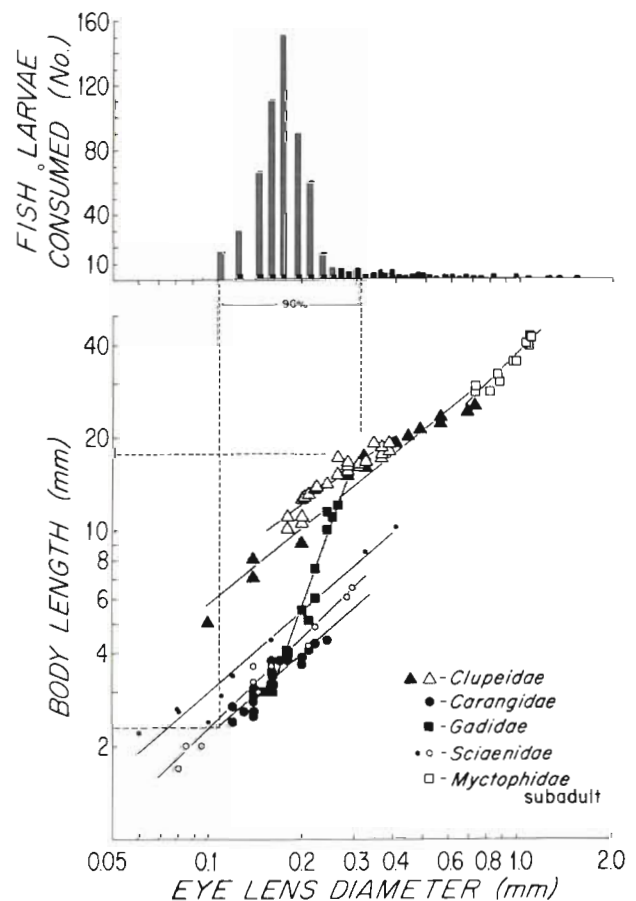 FISH LARVAE
CONSUMED (No.)
160
120
80
40
10
90%
BODY LENGTH (mm)
40
20
10
8
6
4
2
▲ △ - Clupeidae
● - Carangidae
■ - Gadidae
• ○ - Sciaenidae
□ - Myctophidae
subadult
0.05 0.1 0.2 0.3 0.4 0.6 0.8 1.0 2.0
EYE LENS DIAMETER (mm)